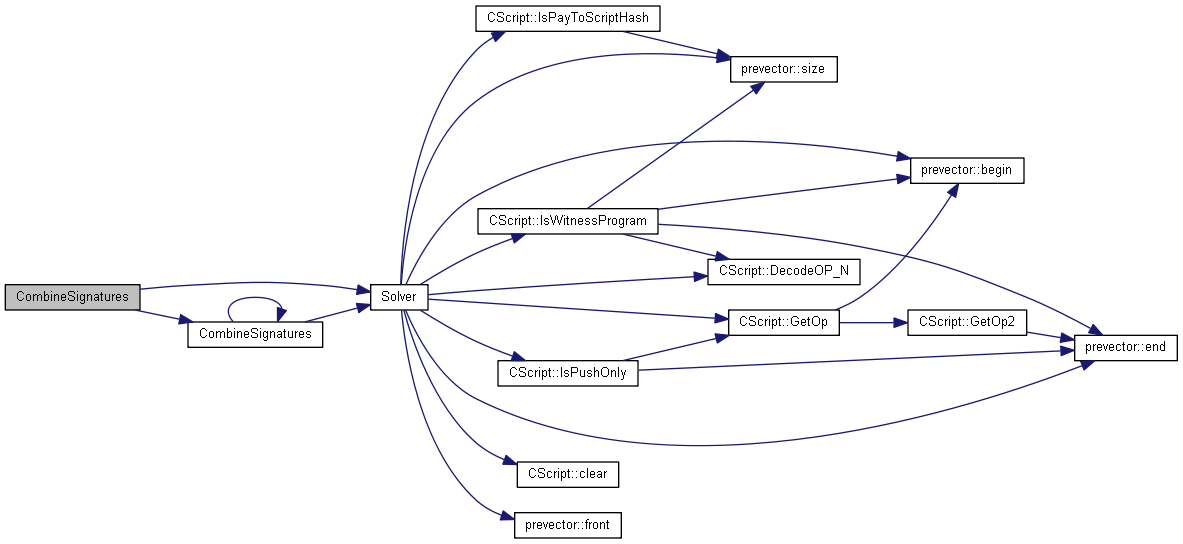 CScript::IsPayToScriptHash
prevector::size
prevector::begin
CScript::IsWitnessProgram
CScript::DecodeOP_N
CombineSignatures
Solver
CombineSignatures
CScript::GetOp
CScript::GetOp2
prevector::end
CScript::IsPushOnly
CScript::clear
prevector::front